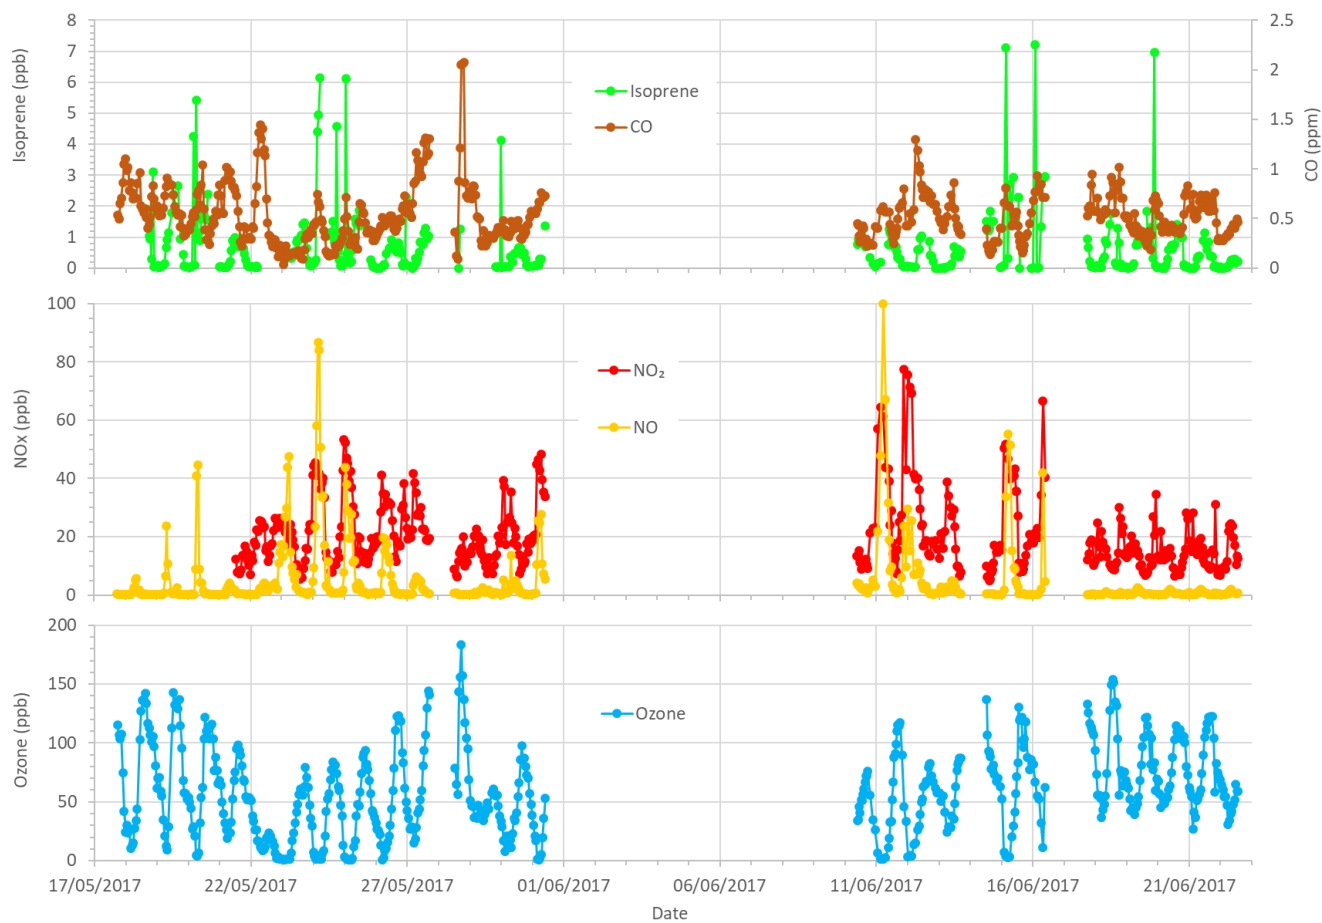 Isoprene (ppb)
8
7
6
5
4
3
2
1
0
Isoprene
CO
2.5
2
1.5
1
0.5
0
CO (ppm)
NOx (ppb)
100
80
60
40
20
0
NO₂
NO
Ozone (ppb)
200
150
100
50
0
Ozone
17/05/2017 22/05/2017 27/05/2017 01/06/2017 06/06/2017 11/06/2017 16/06/2017 21/06/2017
Date